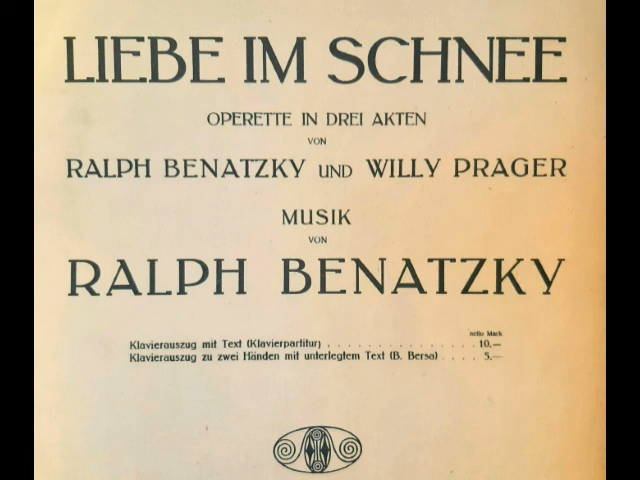 LIEBE IM SCHNEE
OPERETTE IN DREI AKTEN
VON
RALPH BENATZKY UND WILLY PRAGER
MUSIK
VON
RALPH BENATZKY
netto Mark
Klavierauszug mit Text (Klavierpartitur) . . . . . . . . . . . . . . . . 10.—
Klavierauszug zu zwei Händen mit unterlegtem Text (B. Bersa) . . . . 5.—